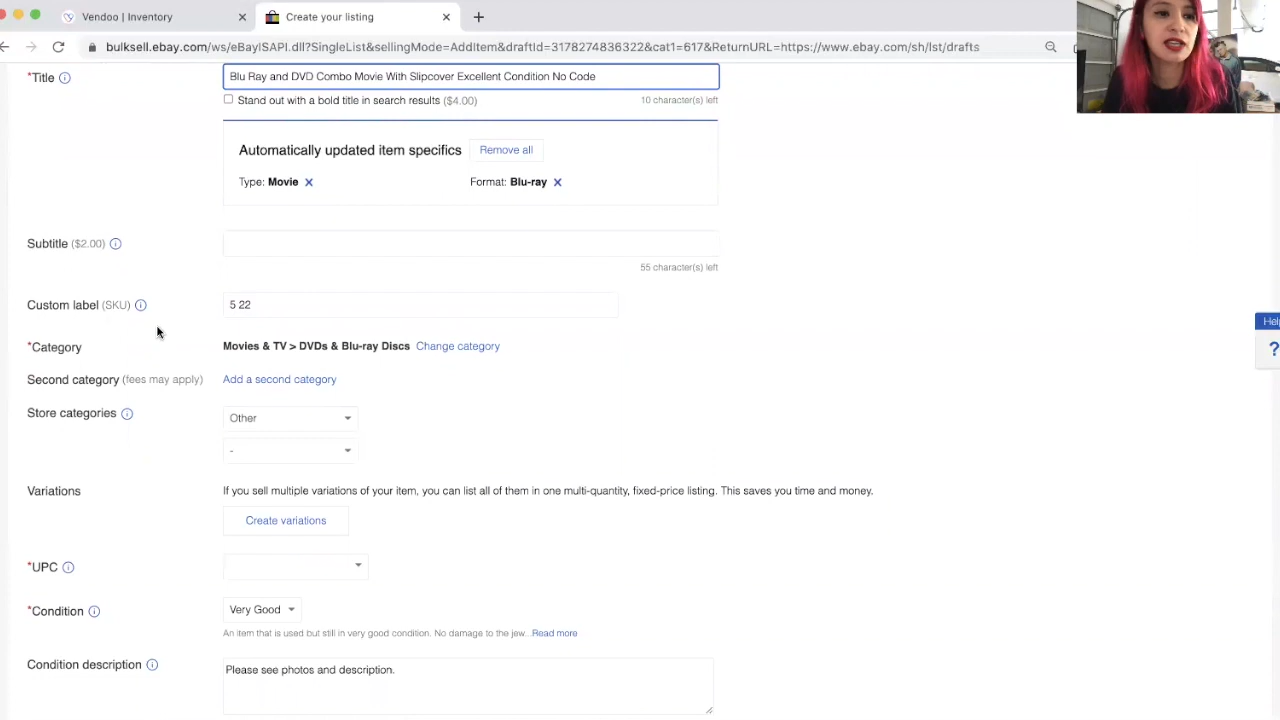 Vendoo | Inventory
Create your listing
bulksell.ebay.com/ws/eBayISAPI.dll?SingleList&sellingMode=AddItem&draftId=3178274836322&cat1=617&ReturnURL=https://www.ebay.com/sh/lst/drafts
*Title
Blu Ray and DVD Combo Movie With Slipcover Excellent Condition No Code
Stand out with a bold title in search results ($4.00)
10 character(s) left
Automatically updated item specifics
Remove all
Type: Movie
Format: Blu-ray
Subtitle ($2.00)
55 character(s) left
Custom label (SKU)
5 22
*Category
Movies & TV > DVDs & Blu-ray Discs Change category
Second category (fees may apply)
Add a second category
Store categories
Other
-
Variations
If you sell multiple variations of your item, you can list all of them in one multi-quantity, fixed-price listing. This saves you time and money.
Create variations
*UPC
*Condition
Very Good
An item that is used but still in very good condition. No damage to the jew...Read more
Condition description
Please see photos and description.
Help
?